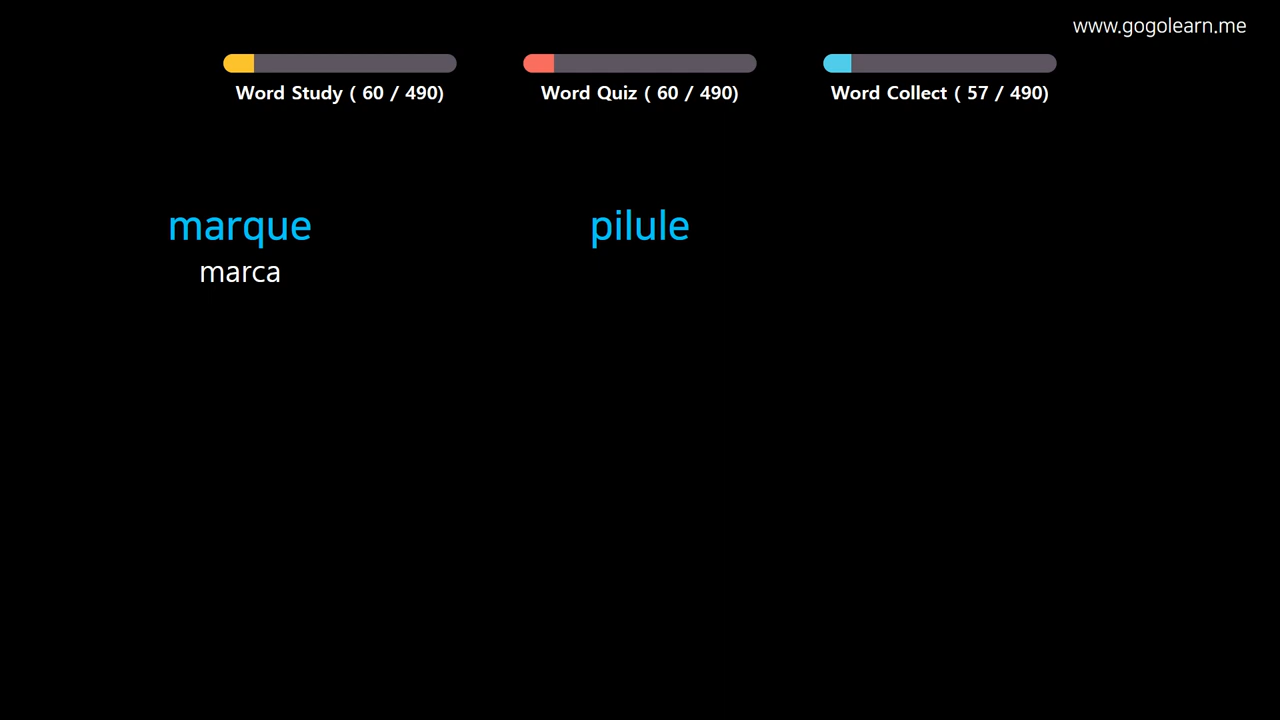 www.gogolearn.me
Word Study ( 60 / 490)
Word Quiz ( 60 / 490)
Word Collect ( 57 / 490)
marque
pilule
marca